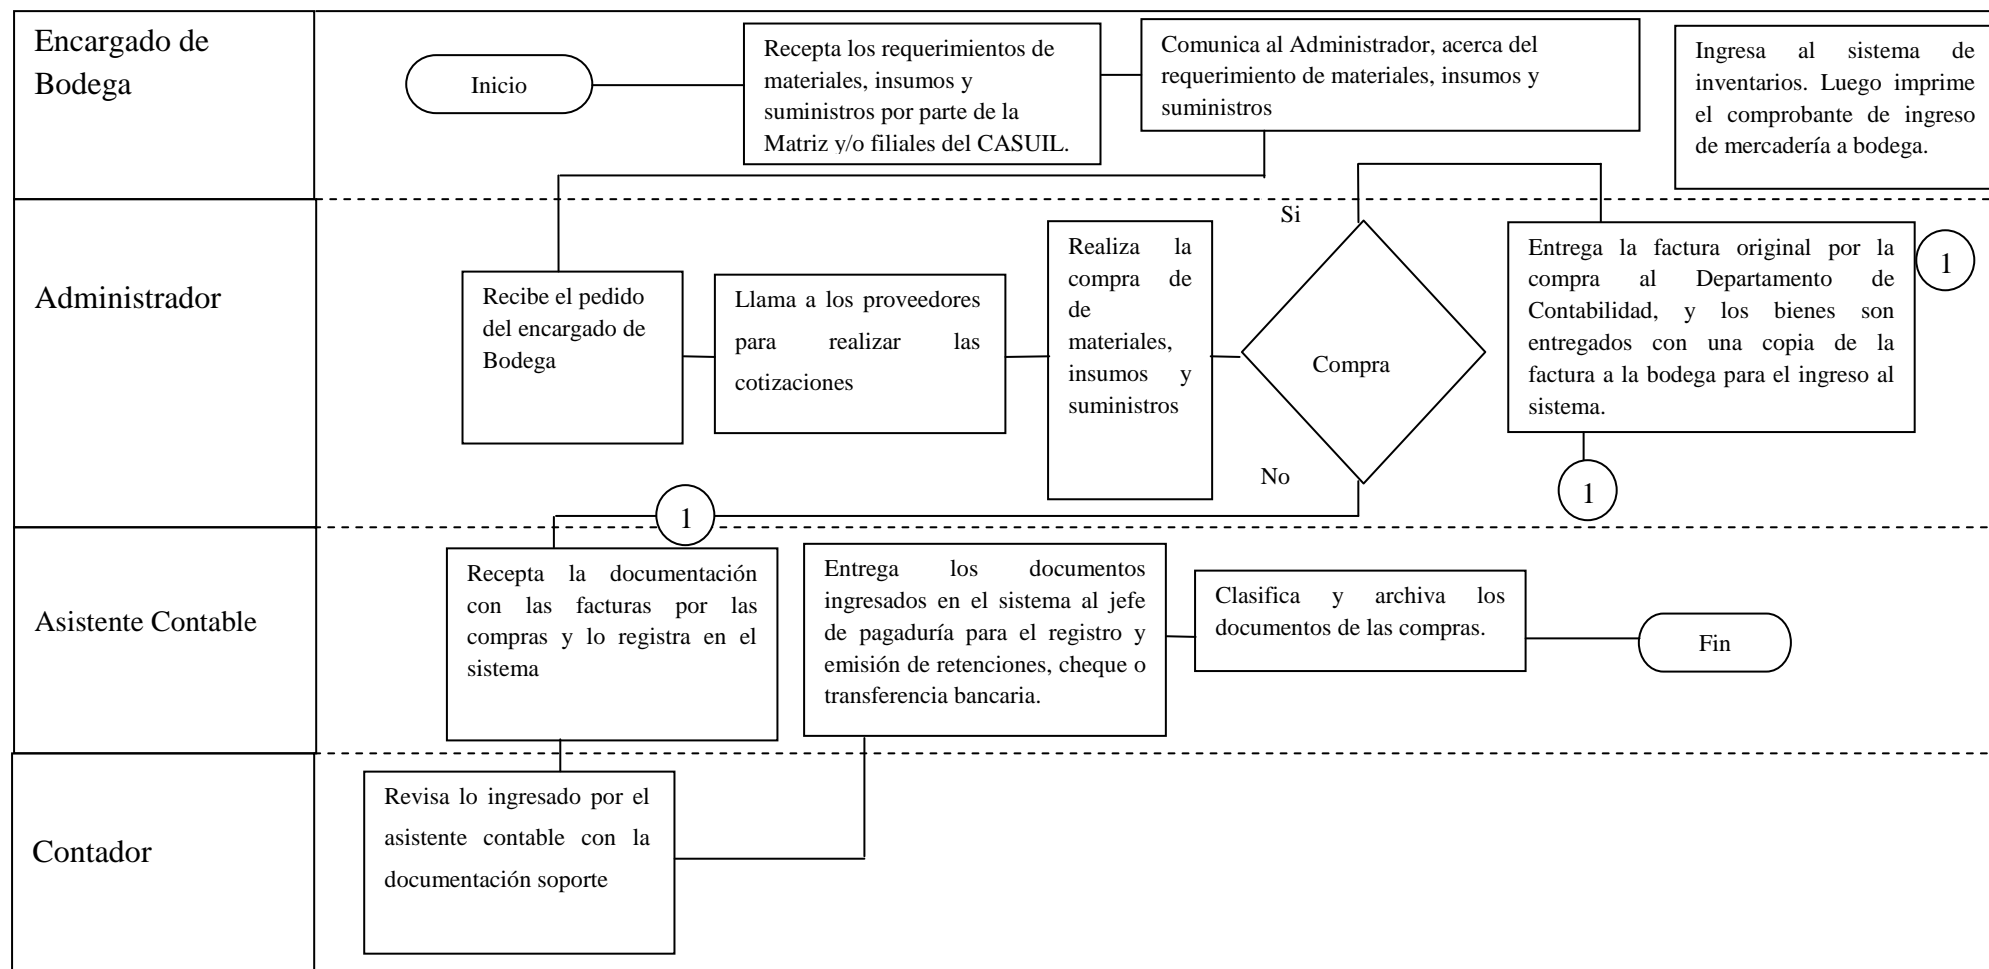 Encargado de
Bodega
Inicio
Recepta los requerimientos de
materiales, insumos y
suministros por parte de la
Matriz y/o filiales del CASUIL.
Comunica al Administrador, acerca del
requerimiento de materiales, insumos y
suministros
Ingresa al sistema de
inventarios. Luego imprime
el comprobante de ingreso
de mercadería a bodega.
Administrador
Recibe el pedido
del encargado de
Bodega
Llama a los proveedores
para realizar las
cotizaciones
Realiza la
compra de
de
materiales,
insumos y
suministros
Si
Compra
No
Entrega la factura original por la
compra al Departamento de
Contabilidad, y los bienes son
entregados con una copia de la
factura a la bodega para el ingreso al
sistema.
1
1
1
Asistente Contable
Recepta la documentación
con las facturas por las
compras y lo registra en el
sistema
Entrega los documentos
ingresados en el sistema al jefe
de pagaduría para el registro y
emisión de retenciones, cheque o
transferencia bancaria.
Clasifica y archiva los
documentos de las compras.
Fin
Contador
Revisa lo ingresado por el
asistente contable con la
documentación soporte